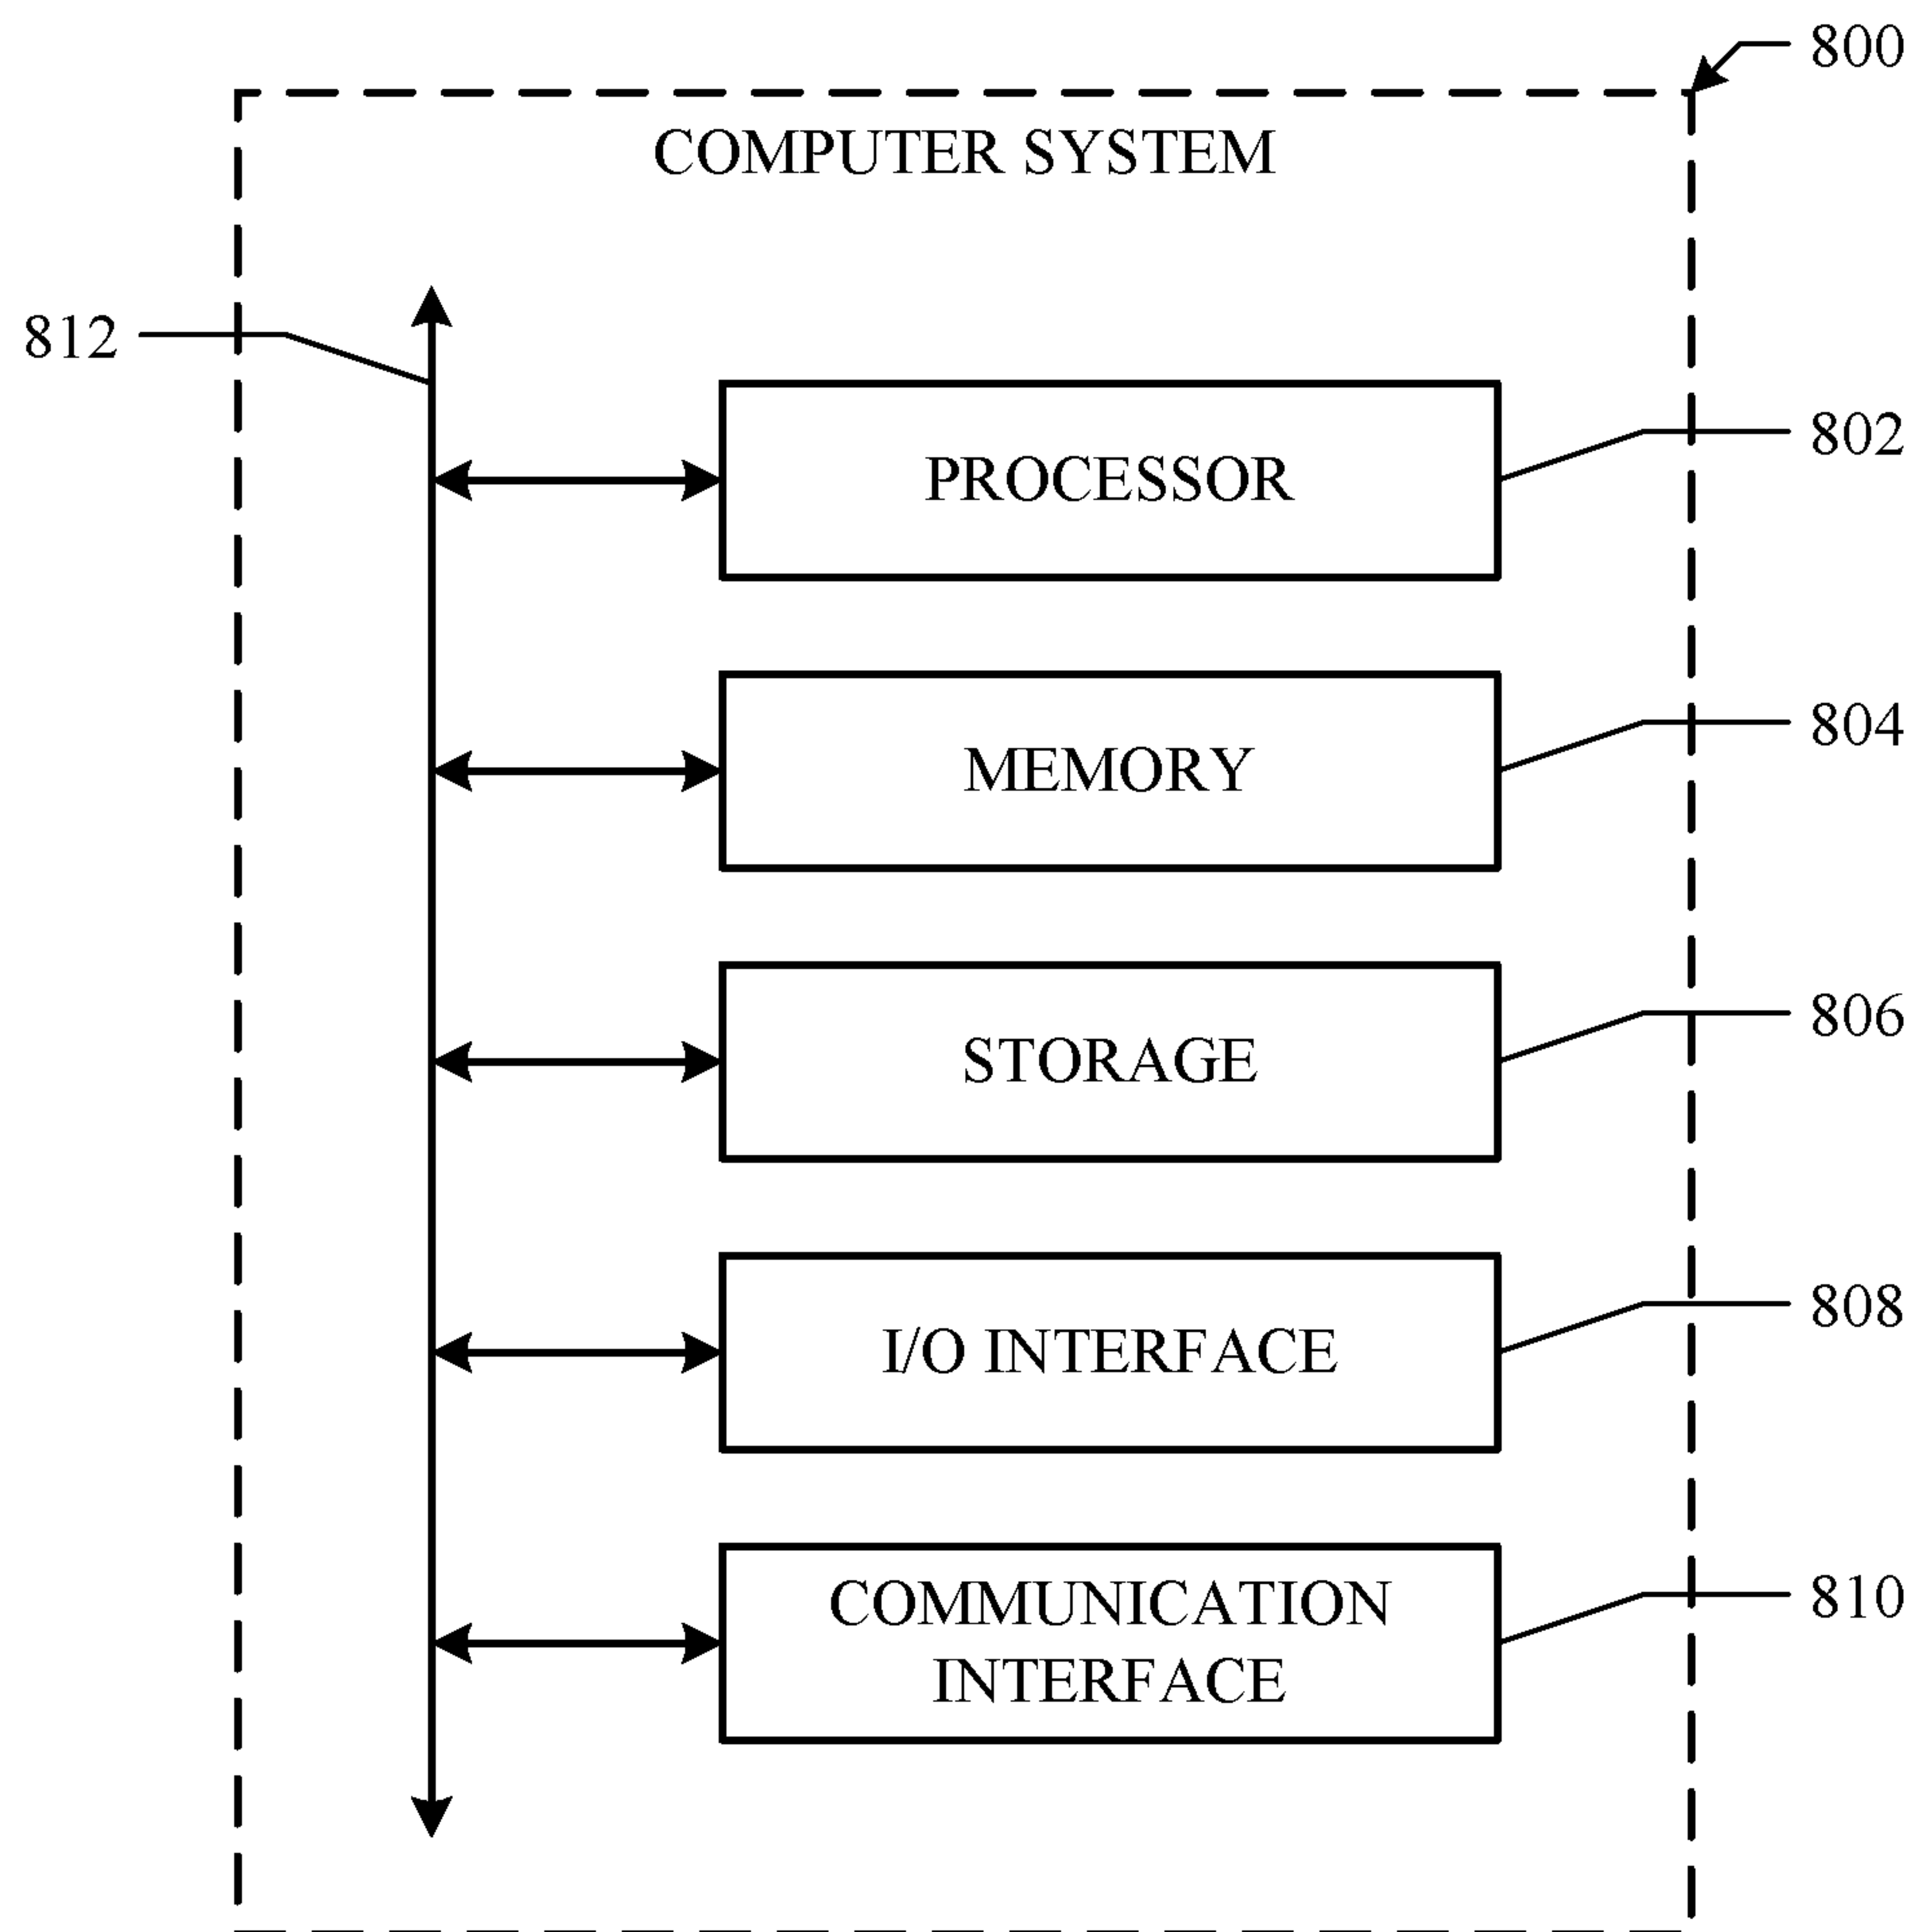 800
COMPUTER SYSTEM
812
802
PROCESSOR
804
MEMORY
806
STORAGE
808
I/O INTERFACE
810
COMMUNICATION
INTERFACE